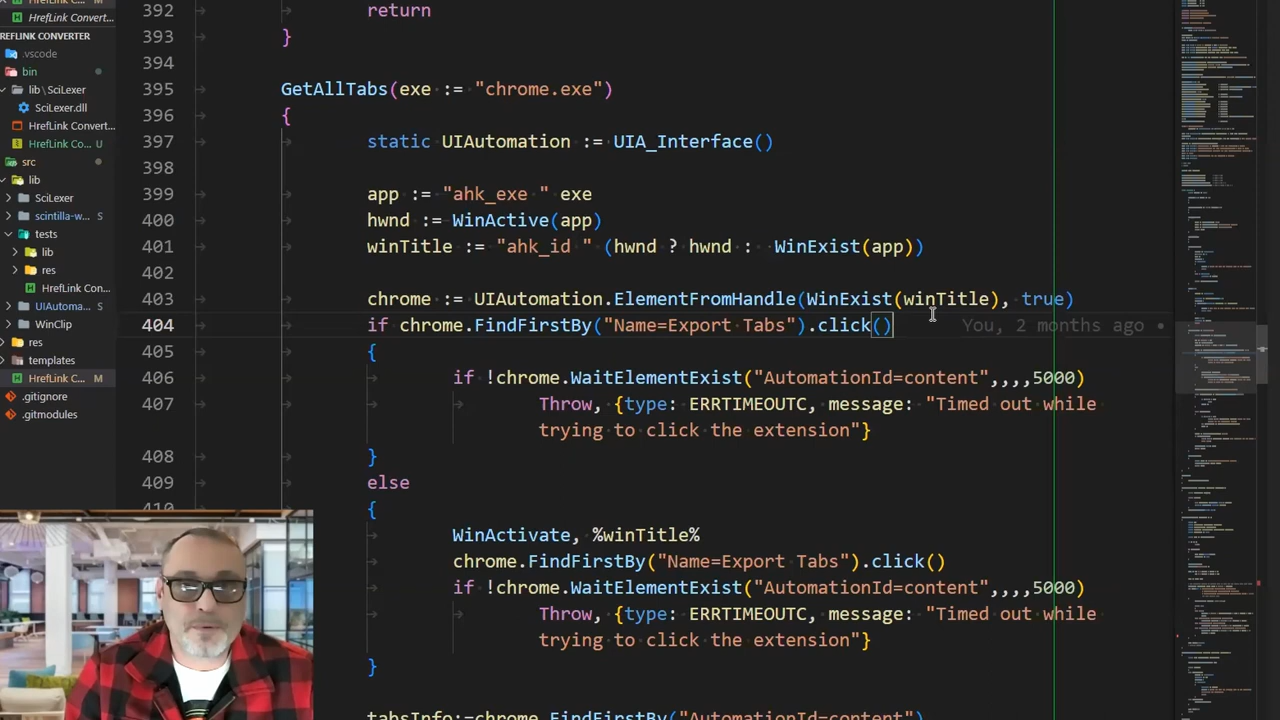 HrefLink Convert...
REFLINK CONVERTER
.vscode
bin
lib \ SciLexer
SciLexer.dll
HrefLink Convert...
HrefLink Co...
src
lib
SciLexer
scintilla-w...
tests
lib
res
HrefLink Con...
UIAutoma...
WinClip
res
templates
HrefLink C... M
.gitignore
.gitmodules
392 return
393 }
394
395 GetAllTabs(exe := "chrome.exe")
396 {
397 static UIAutomation := UIA_Interface()
398
399 app := "ahk_exe " exe
400 hwnd := WinActive(app)
401 winTitle := "ahk_id " (hwnd ? hwnd : WinExist(app))
402
403 chrome := UIAutomation.ElementFromHandle(WinExist(winTitle), true)
404 if chrome.FindFirstBy("Name=Export Tabs").click() You, 2 months ago •
405 {
406 if !chrome.WaitElementExist("AutomationId=content",,,,5000)
407 Throw, {type: ERRTIMEOUTC, message: "Timed out while
trying to click the extension"}
408 }
409 else
410 {
WinActivate, %winTitle%
chrome.FindFirstBy("Name=Export Tabs").click()
if !chrome.WaitElementExist("AutomationId=content",,,,5000)
Throw, {type: ERRTIMEOUTC, message: "Timed out while
trying to click the extension"}
}
tabsInfo:=chrome.FindFirstBy("AutomationId=content")